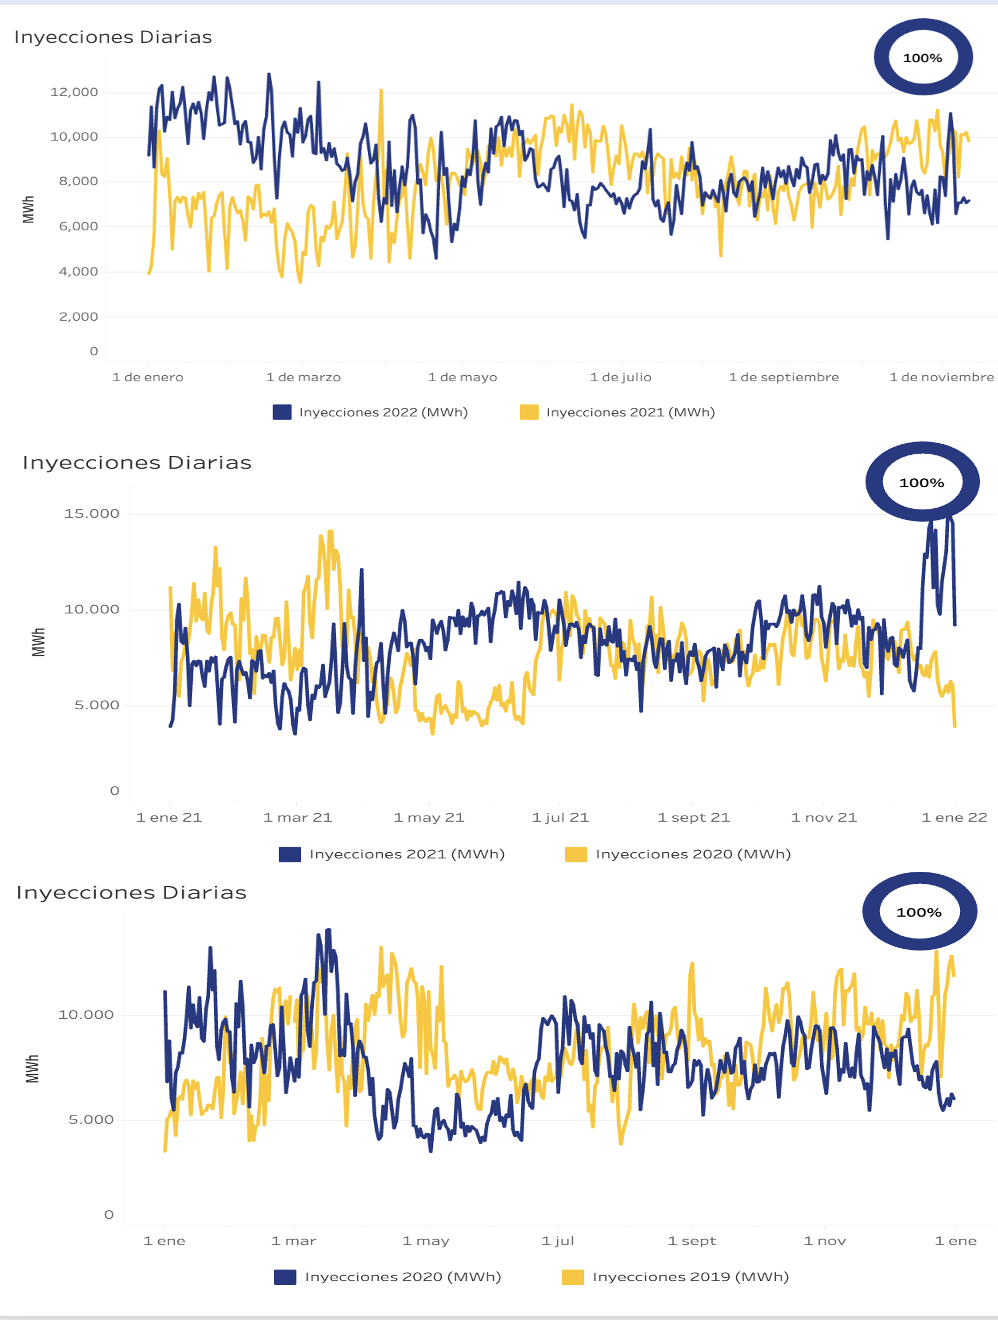 Inyecciones Diarias
100%
12,000
10,000
8,000
6,000
4,000
2,000
0
MWh
1 de enero 1 de marzo 1 de mayo 1 de julio 1 de septiembre 1 de noviembre
Inyecciones 2022 (MWh) Inyecciones 2021 (MWh)
Inyecciones Diarias
100%
15.000
10.000
5.000
0
MWh
1 ene 21 1 mar 21 1 may 21 1 jul 21 1 sept 21 1 nov 21 1 ene 22
Inyecciones 2021 (MWh) Inyecciones 2020 (MWh)
Inyecciones Diarias
100%
10.000
5.000
0
MWh
1 ene 1 mar 1 may 1 jul 1 sept 1 nov 1 ene
Inyecciones 2020 (MWh) Inyecciones 2019 (MWh)